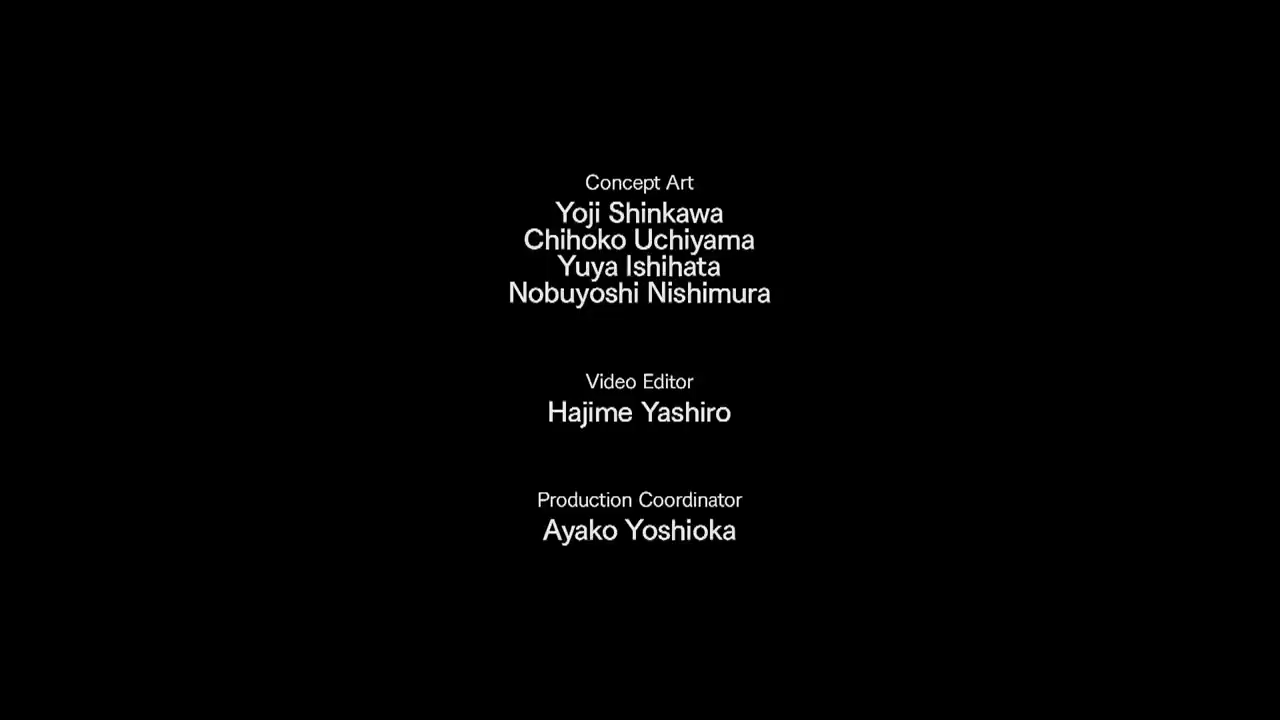 Concept Art
Yoji Shinkawa
Chihoko Uchiyama
Yuya Ishihata
Nobuyoshi Nishimura
Video Editor
Hajime Yashiro
Production Coordinator
Ayako Yoshioka